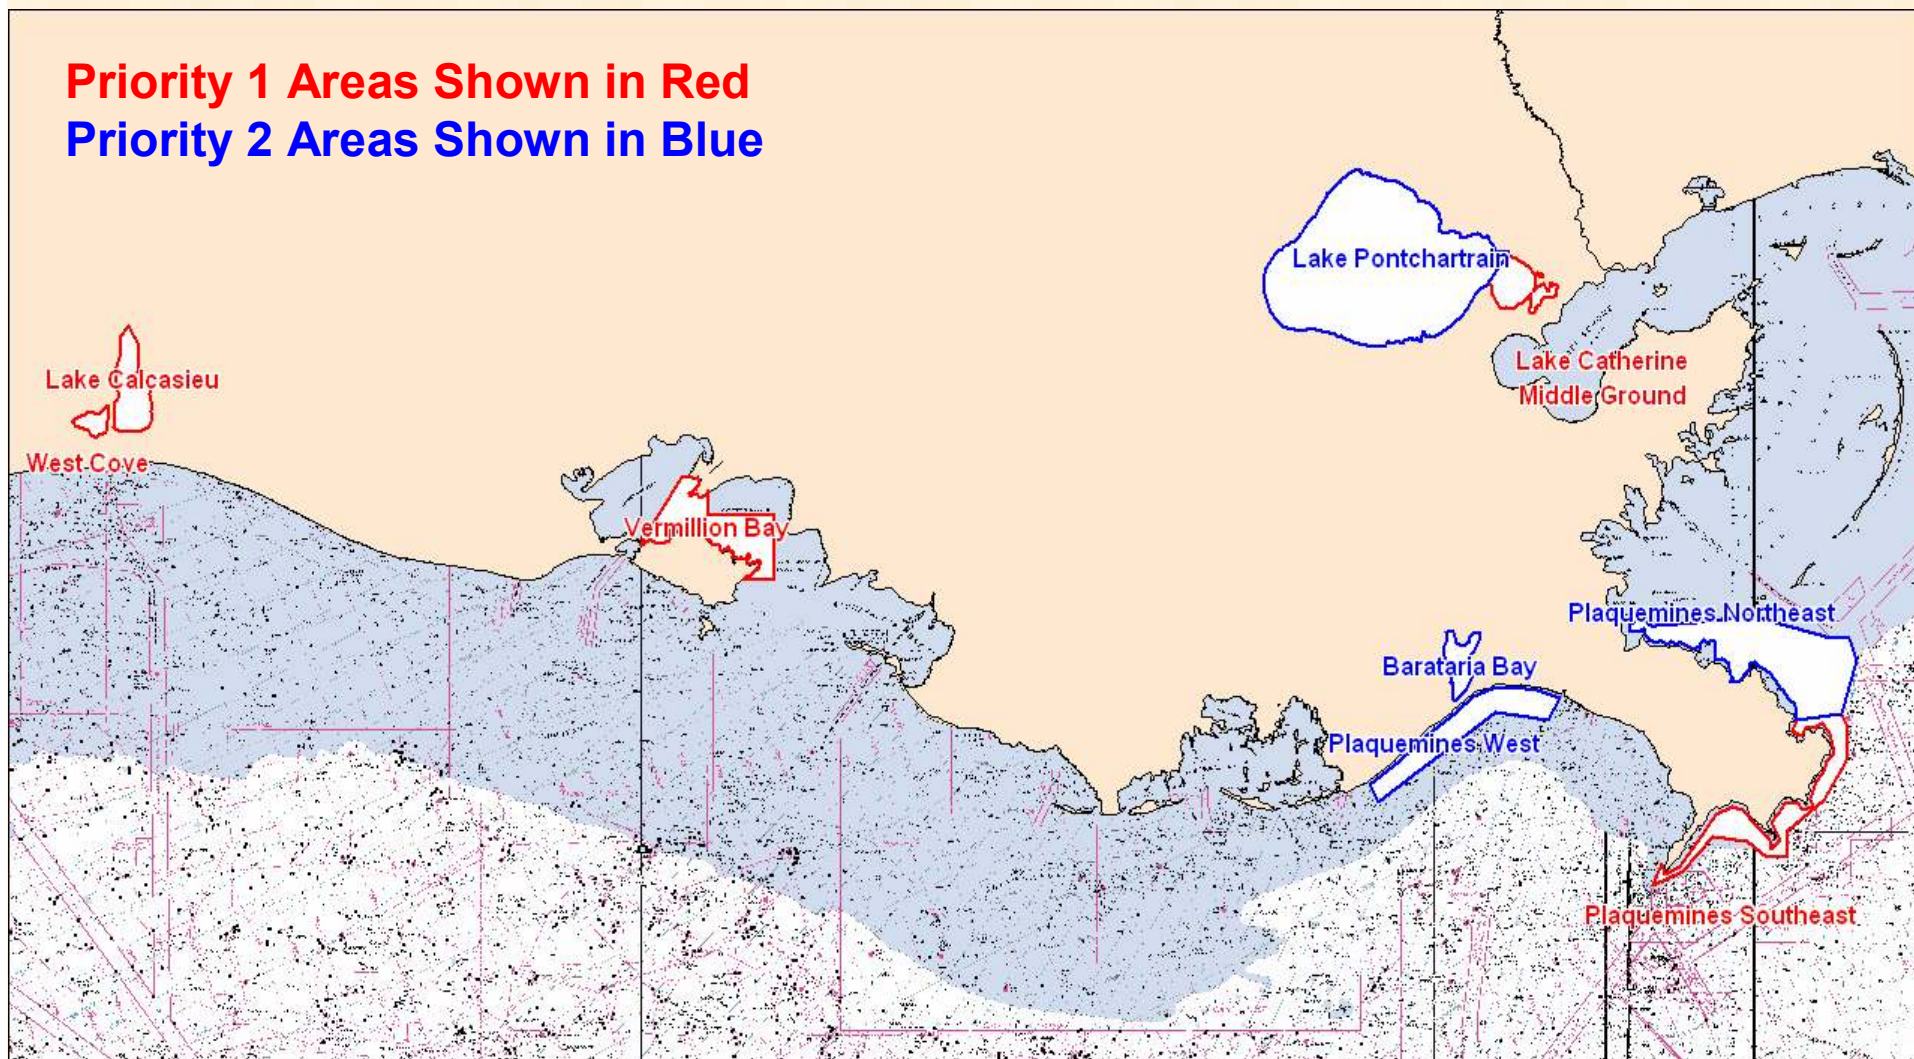 Priority 1 Areas Shown in Red
Priority 2 Areas Shown in Blue
Lake Pontchartrain
Lake Catherine
Middle Ground
Lake Calcasieu
West Cove
Vermillion Bay
Plaquemines Northeast
Barataria Bay
Plaquemines West
Plaquemines Southeast